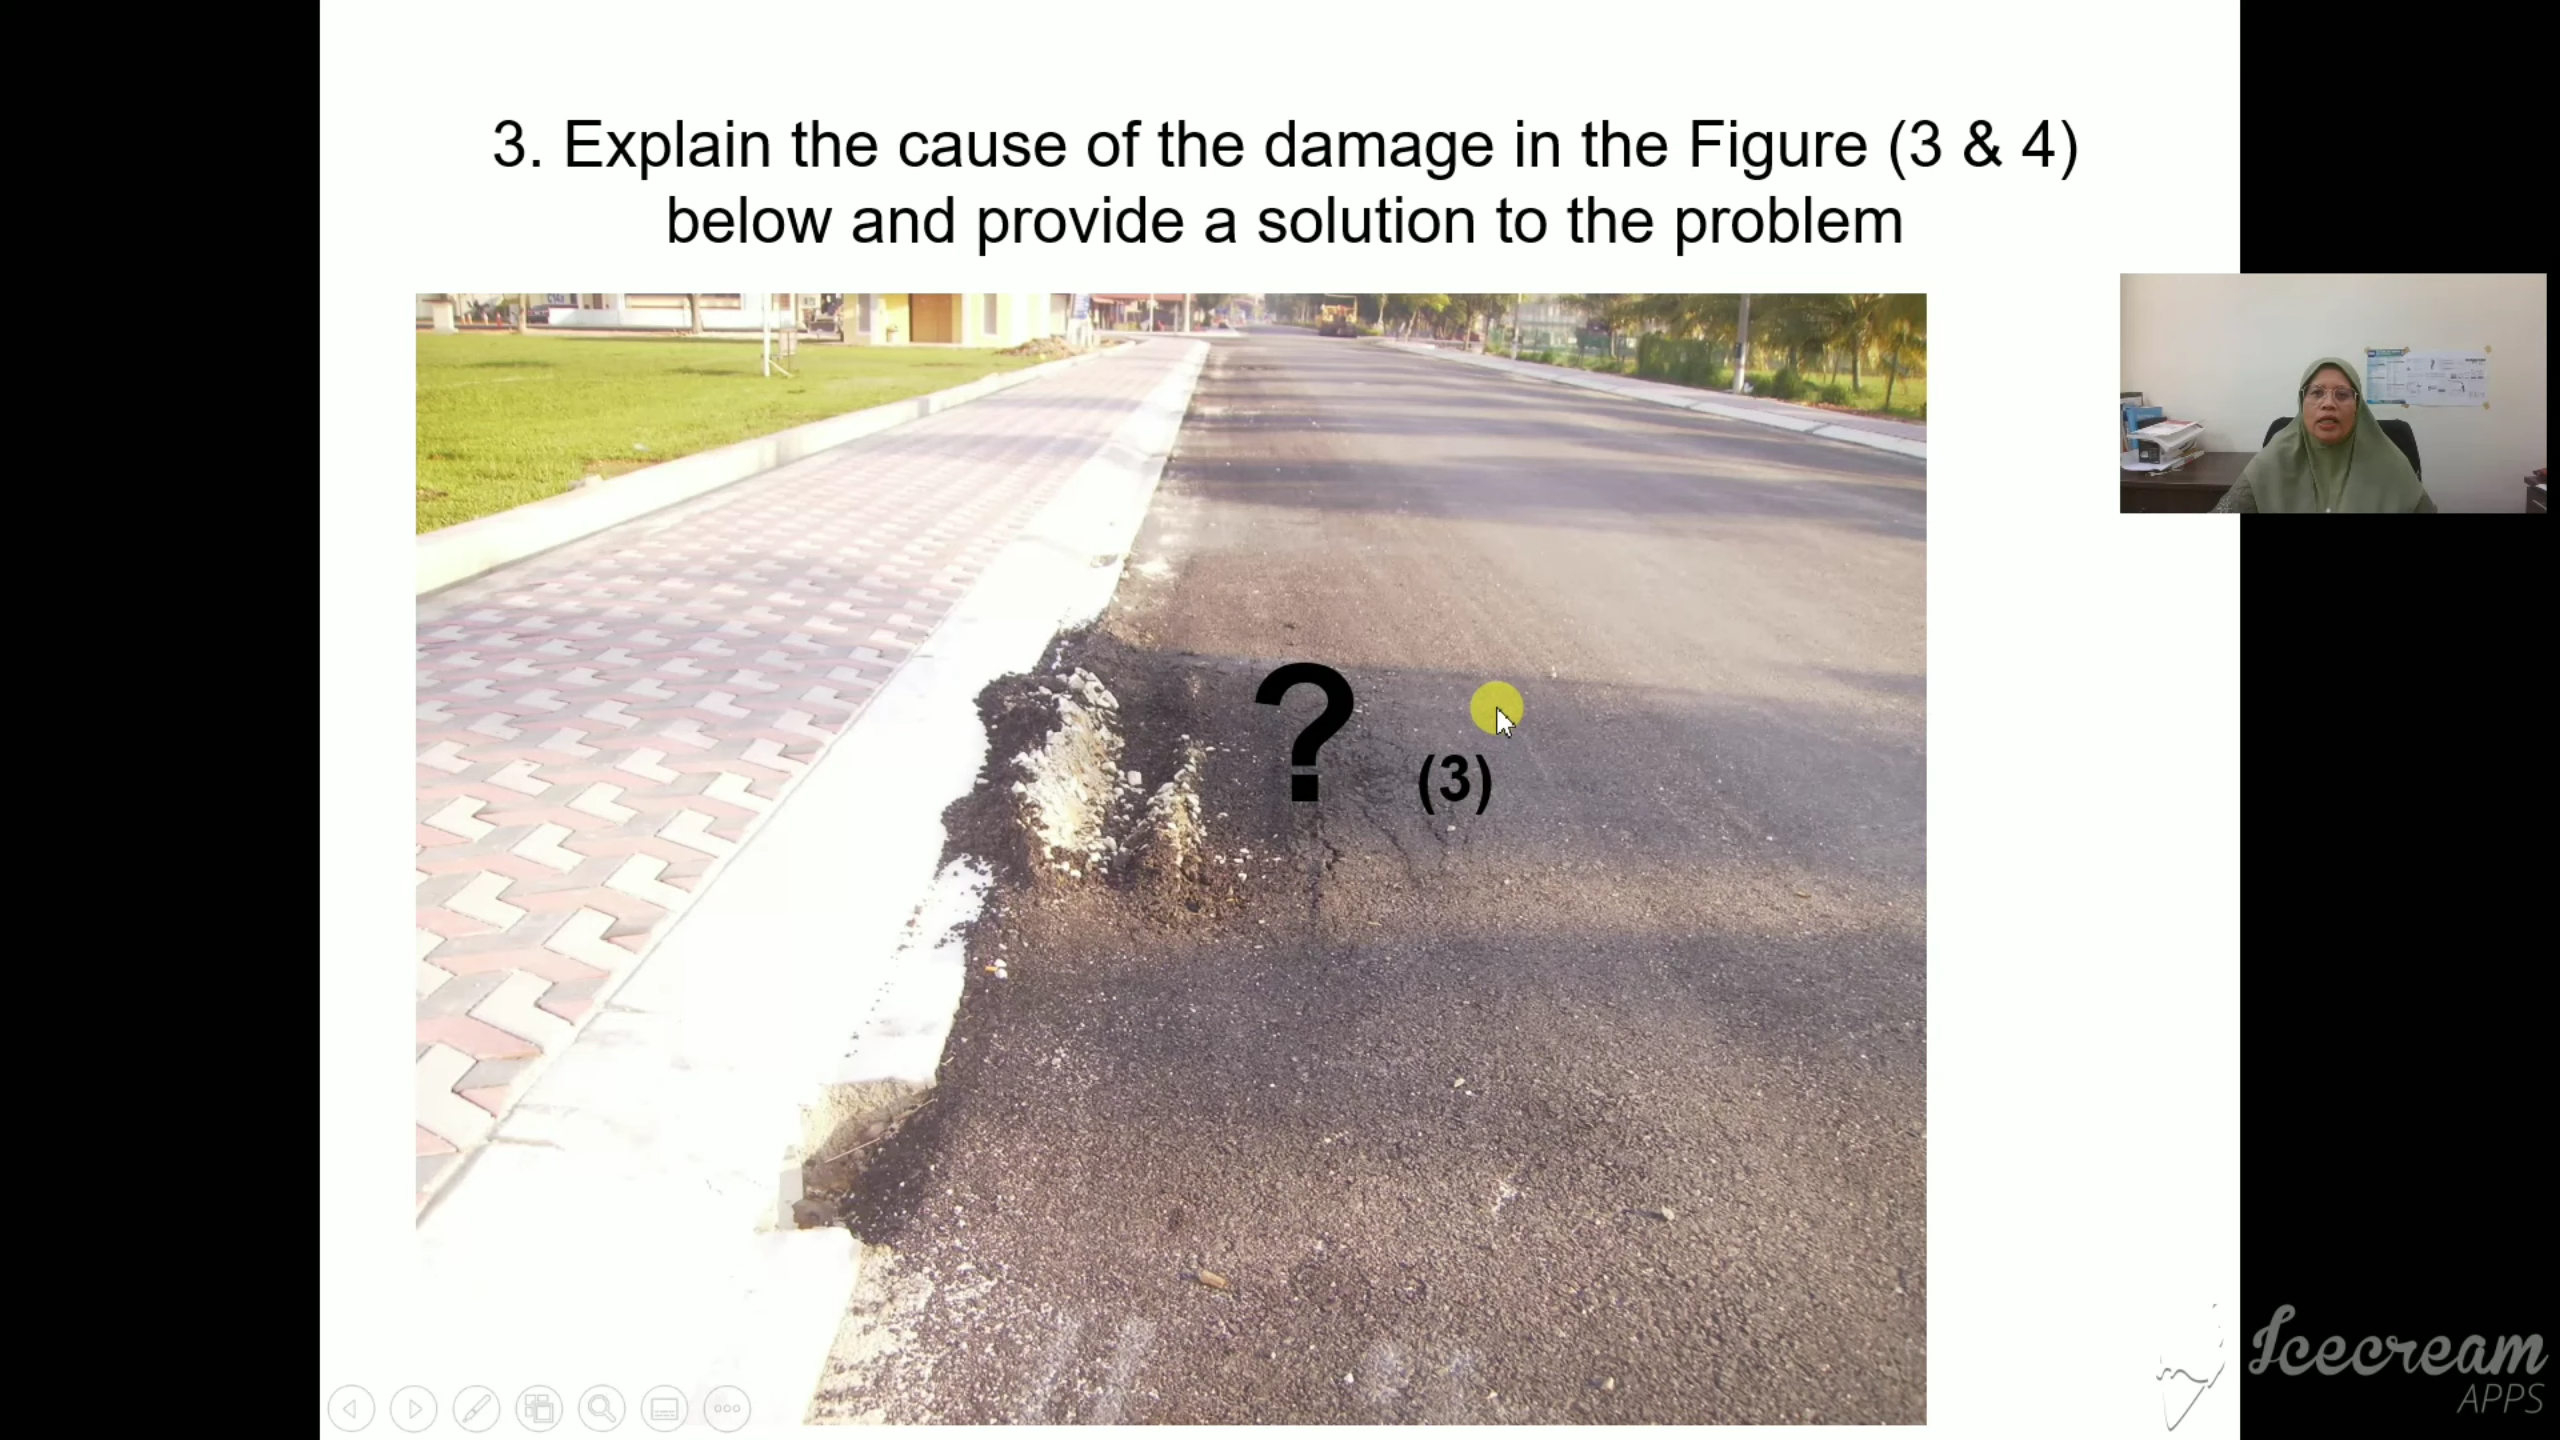 3. Explain the cause of the damage in the Figure (3 & 4)
below and provide a solution to the problem
?
(3)
Icecream
APPS